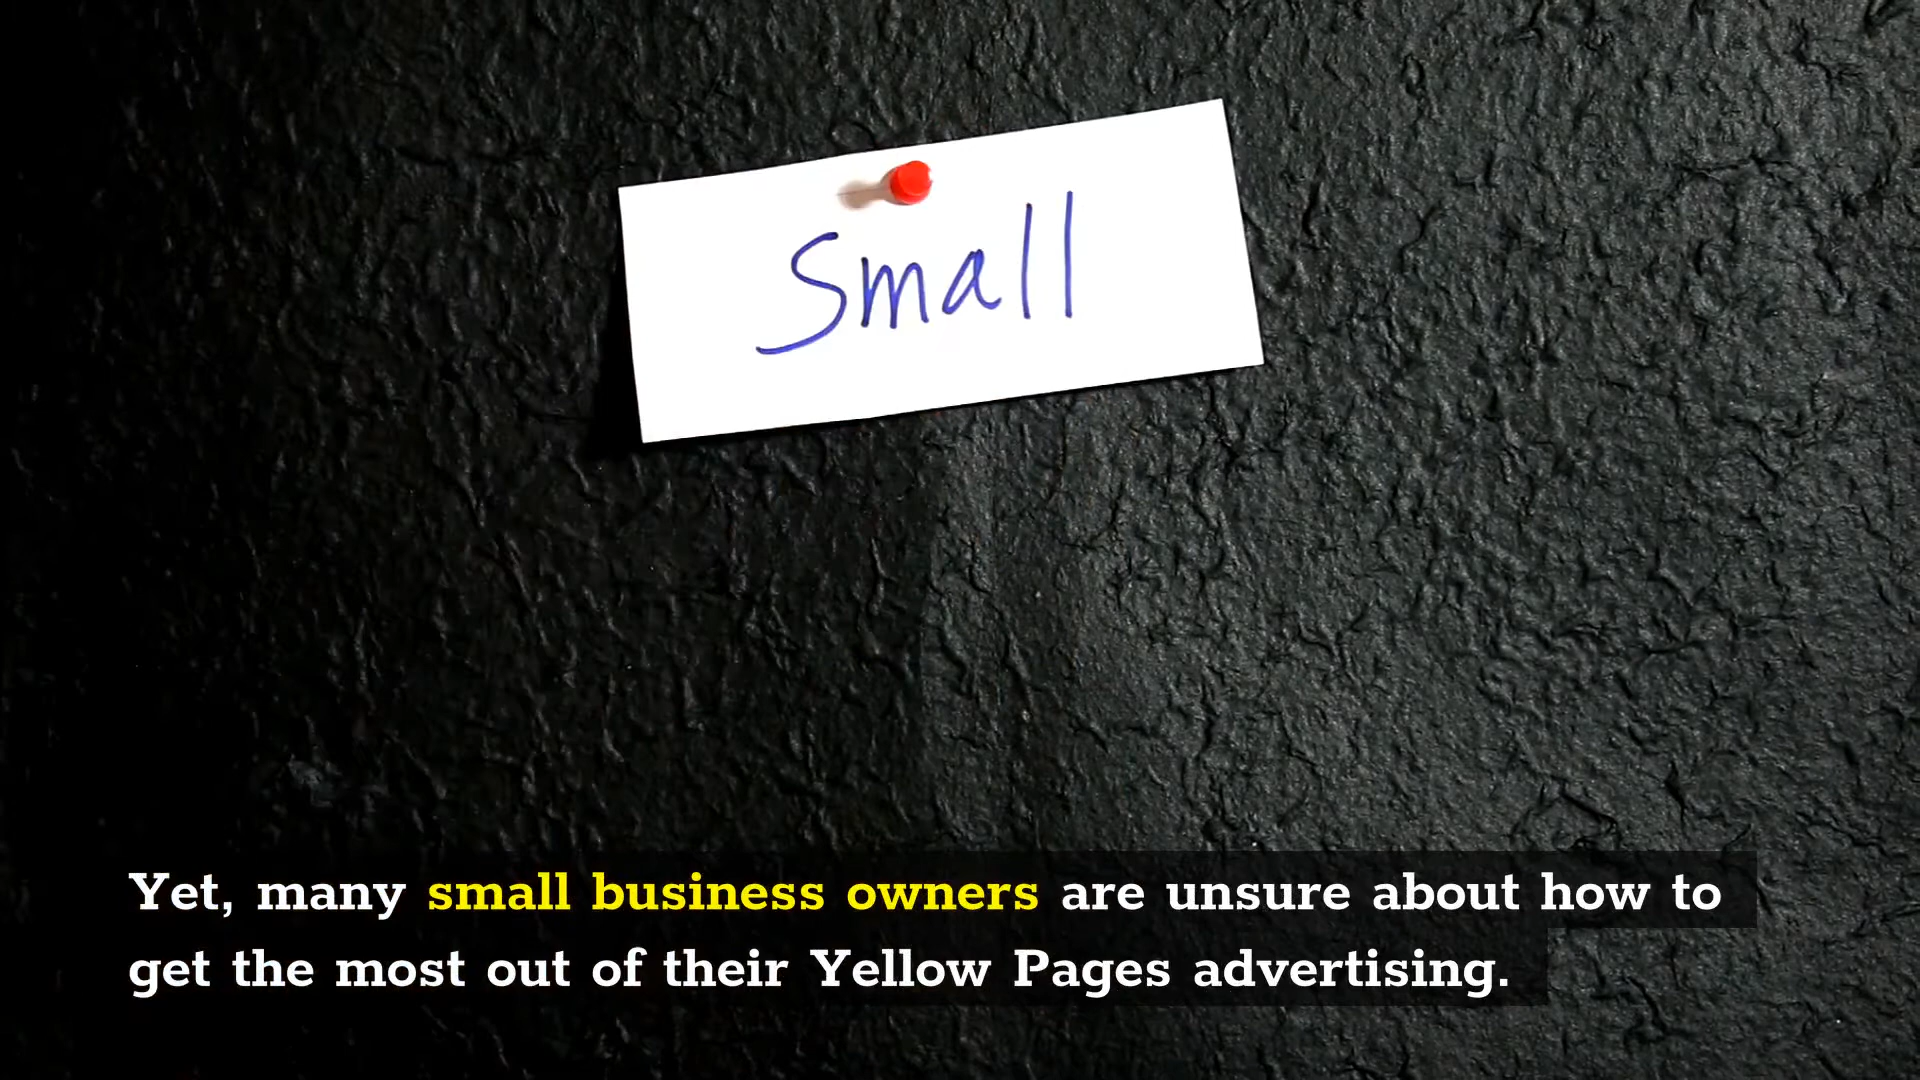 Small
Yet, many small business owners are unsure about how to
get the most out of their Yellow Pages advertising.